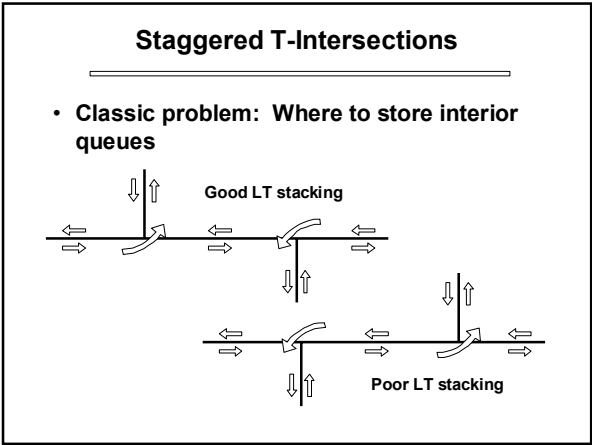 Staggered T-Intersections
• Classic problem: Where to store interior
queues
Good LT stacking
Poor LT stacking